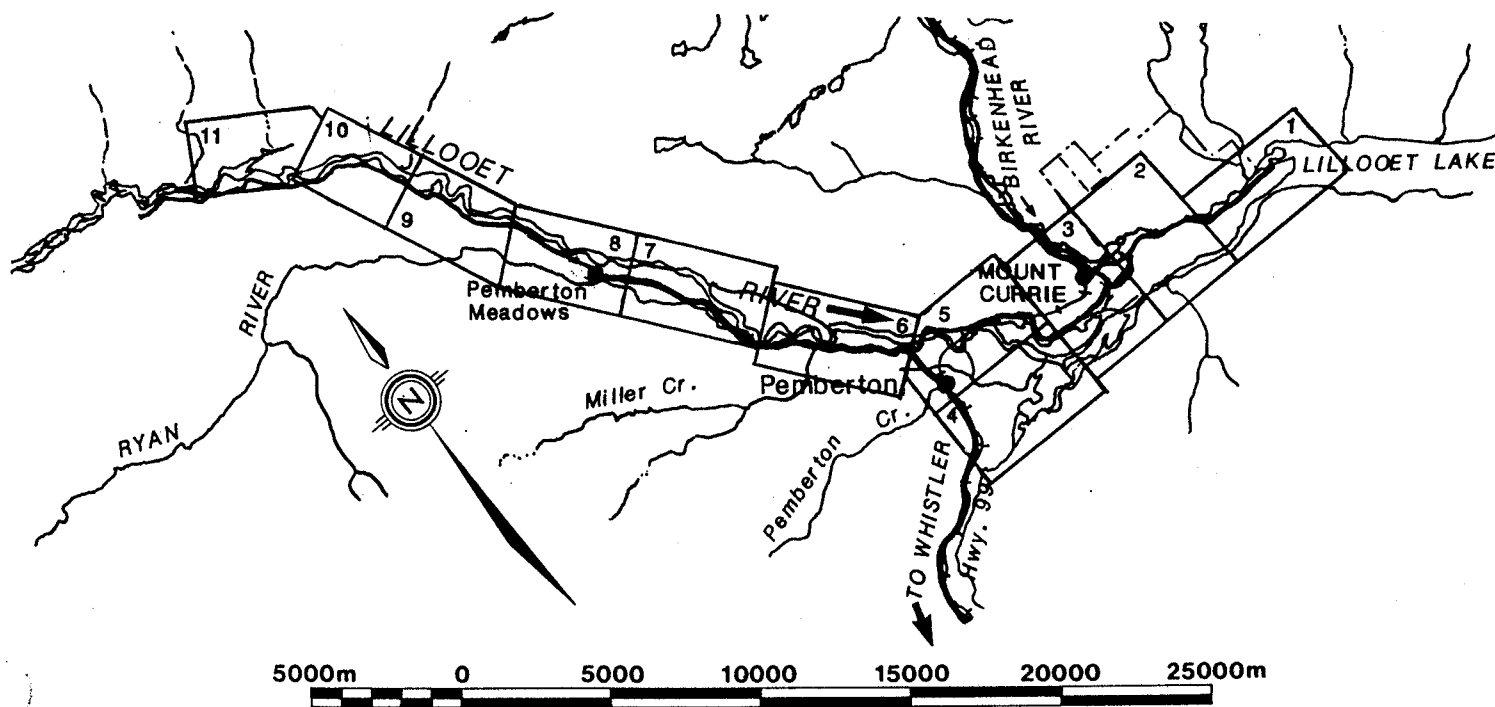 11
10
LILLOOET
9
8
7
Pemberton
Meadows
RIVER
RIVER
RYAN
N
6
5
Pemberton
Miller Cr.
Pemberton Cr.
4
BIRKENHEAD
RIVER
3
2
1
MOUNT
CURRIE
LILLOOET LAKE
TO WHISTLER
Hwy. 99
5000m 0 5000 10000 15000 20000 25000m